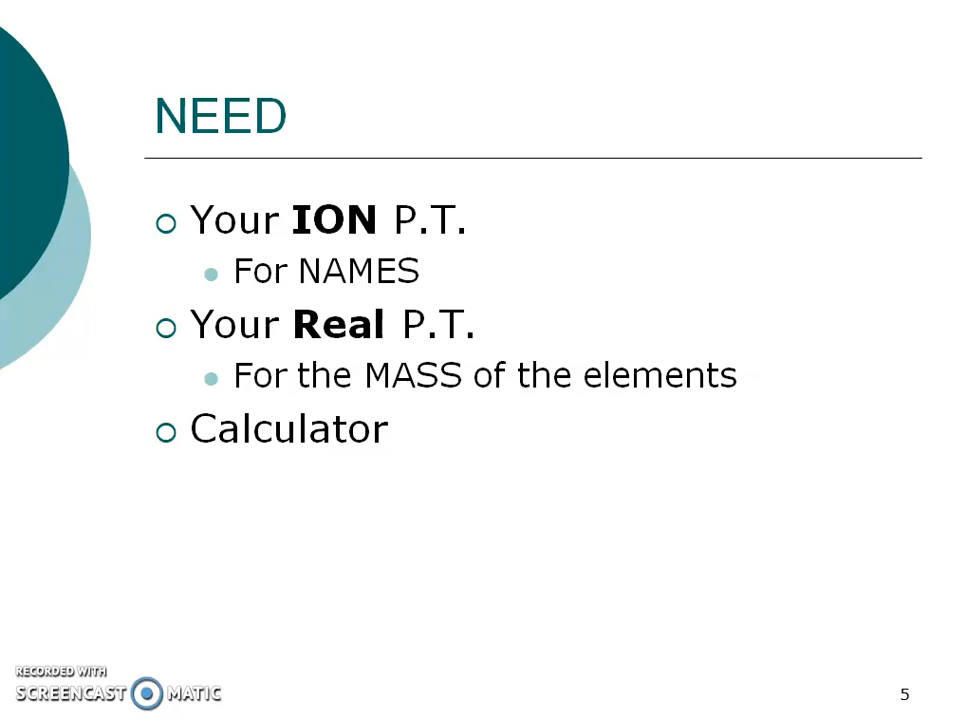 NEED
Your ION P.T.
For NAMES
Your Real P.T.
For the MASS of the elements
Calculator
RECORDED WITH
SCREENCAST MATIC
5